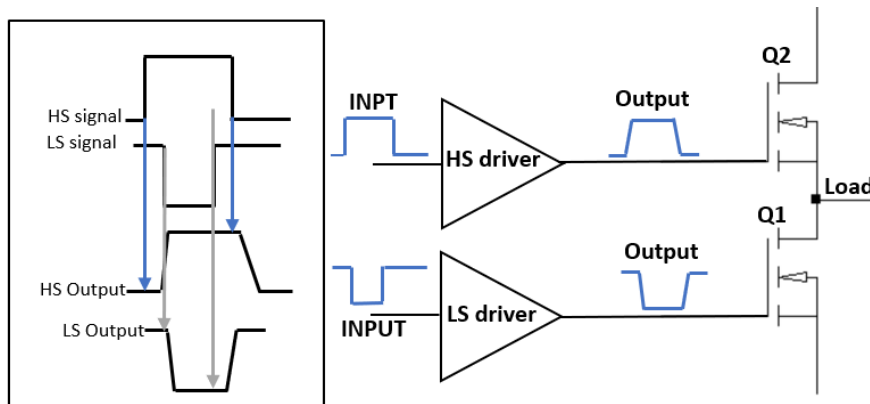 HS signal
LS signal
HS Output
LS Output
INPT
HS driver
Output
Q2
Load
Q1
INPUT
LS driver
Output